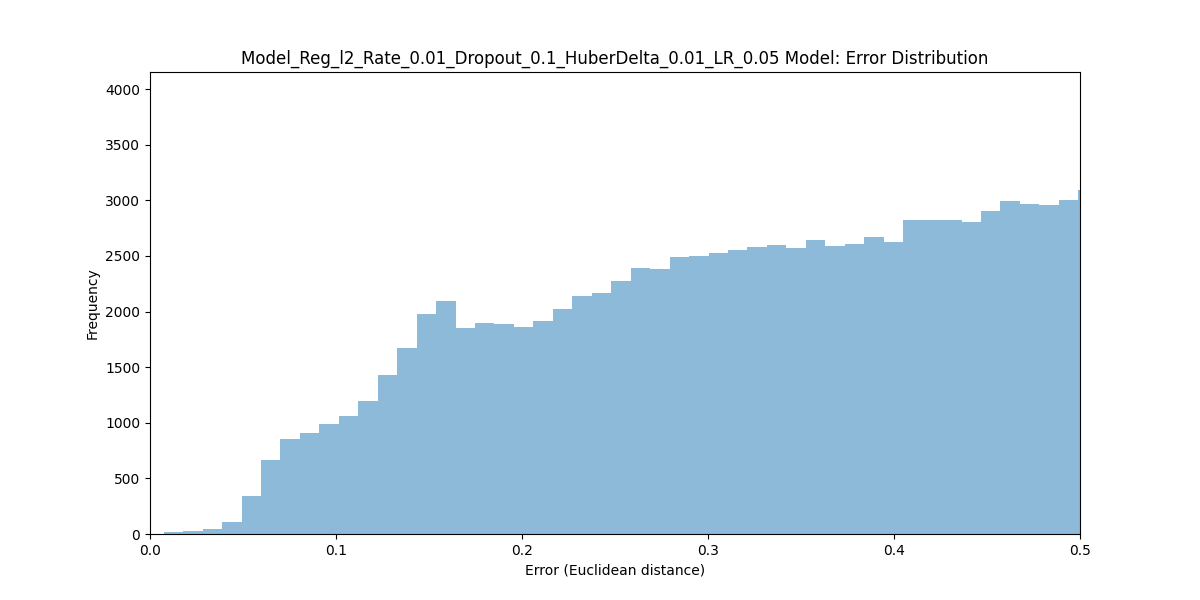 Model_Reg_l2_Rate_0.01_Dropout_0.1_HuberDelta_0.01_LR_0.05 Model: Error Distribution
4000
3500
3000
2500
2000
1500
1000
500
0
Frequency
0.0 0.1 0.2 0.3 0.4 0.5
Error (Euclidean distance)